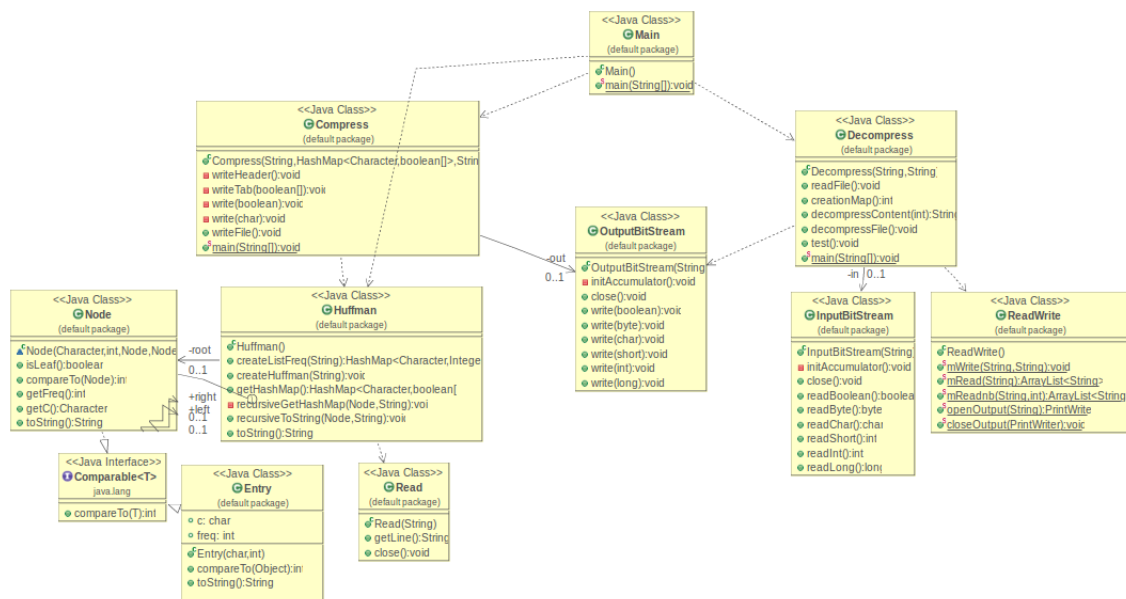 <<Java Class>>
Main
(default package)
Main()
main(String[]):void
<<Java Class>>
Compress
(default package)
Compress(String,HashMap<Character,boolean[]>,Strin
writeHeader():void
writeTab(boolean[]):voi
write(boolean):void
write(char):void
writeFile():void
main(String[]):void
<<Java Class>>
Decompress
(default package)
Decompress(String,String)
readFile():void
creationMap():int
decompressContent(int):String
decompressFile():void
test():void
main(String[]):void
<<Java Class>>
OutputBitStream
(default package)
OutputBitStream(String
initAccumulator():void
close():void
write(boolean):void
write(byte):void
write(char):void
write(short):void
write(int):void
write(long):void
-out
0..1
-in 0..1
<<Java Class>>
Node
(default package)
Node(Character,int,Node,Node
isLeaf():boolean
compareTo(Node):int
getFreq():int
getC():Character
toString():String
-root
0..1
+right
+left
0..1
0..1
<<Java Class>>
Huffman
(default package)
Huffman()
createListFreq(String):HashMap<Character,Intege
createHuffman(String):void
getHashMap():HashMap<Character,boolean[
recursiveGetHashMap(Node,String):voi
recursiveToString(Node,String):voi
toString():String
<<Java Class>>
InputBitStream
(default package)
InputBitStream(String)
initAccumulator():void
close():void
readBoolean():boolea
readByte():byte
readChar():char
readShort():int
readInt():int
readLong():long
<<Java Class>>
ReadWrite
(default package)
ReadWrite()
mWrite(String,String):void
mRead(String):ArrayList<String>
mReadnb(String,int):ArrayList<String
openOutput(String):PrintWrite
closeOutput(PrintWriter):void
<<Java Interface>>
Comparable<T>
java.lang
compareTo(T):int
<<Java Class>>
Entry
(default package)
c: char
freq: int
Entry(char,int)
compareTo(Object):int
toString():String
<<Java Class>>
Read
(default package)
Read(String)
getLine():String
close():void